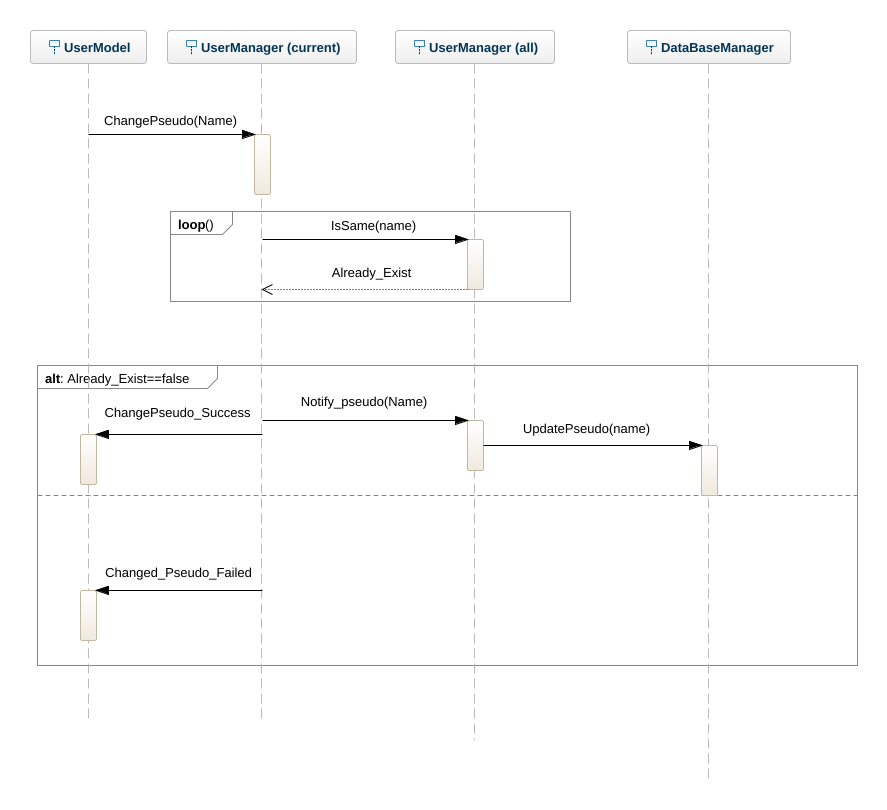 UserModel
UserManager (current)
UserManager (all)
DataBaseManager
ChangePseudo(Name)
loop()
IsSame(name)
Already_Exist
alt: Already_Exist==false
Notify_pseudo(Name)
ChangePseudo_Success
UpdatePseudo(name)
Changed_Pseudo_Failed